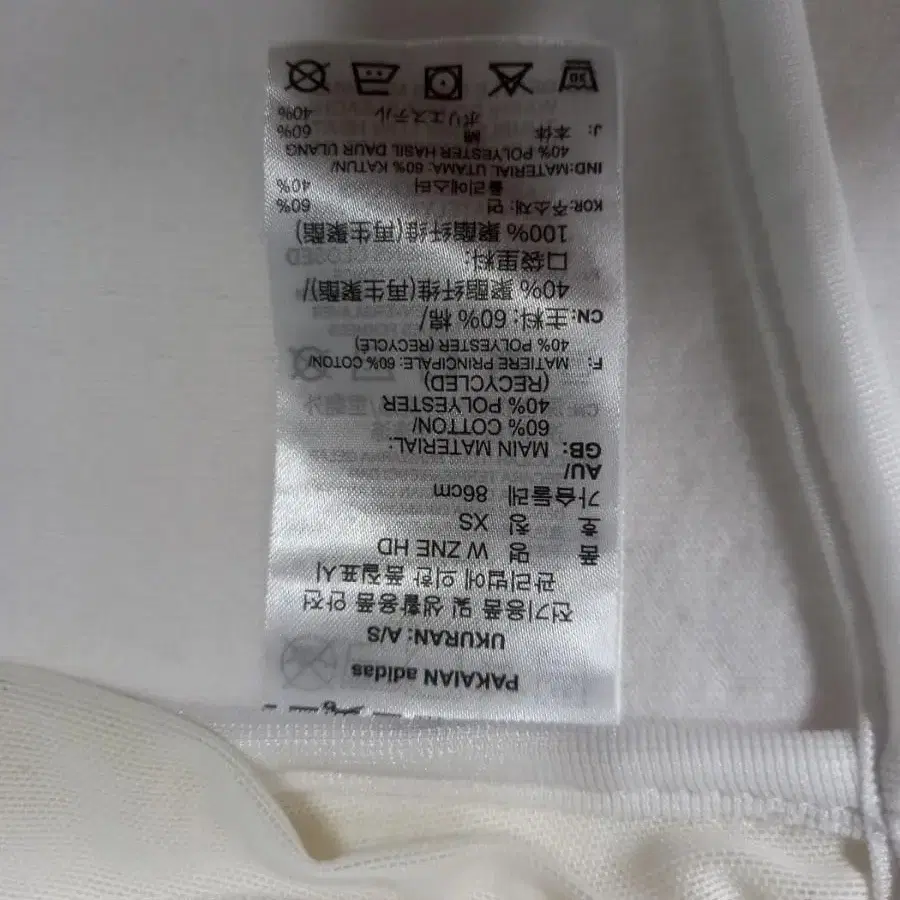 PAKAIAN adidas
UKURAN: A/S
전기용품 및 생활용품 안전
관리법에 의한 품질표시
품 명 W ZNE HD
호 칭 XS
가슴둘레 86cm
AU/
GB: MAIN MATERIAL:
60% COTTON/
40% POLYESTER
(RECYCLED)
F: MATIERE PRINCIPALE: 60% COTON/
40% POLYESTER (RECYCLE)
CN:主料: 60% 棉/
40% 聚酯纤维(再生聚酯)/
口袋里料:
100% 聚酯纤维(再生聚酯)
KOR:주소재: 면 60%
폴리에스터 40%
IND:MATERIAL UTAMA: 60% KATUN/
40% POLYESTER HASIL DAUR ULANG
J: 本体 綿 60%
ポリエステル 40%
30